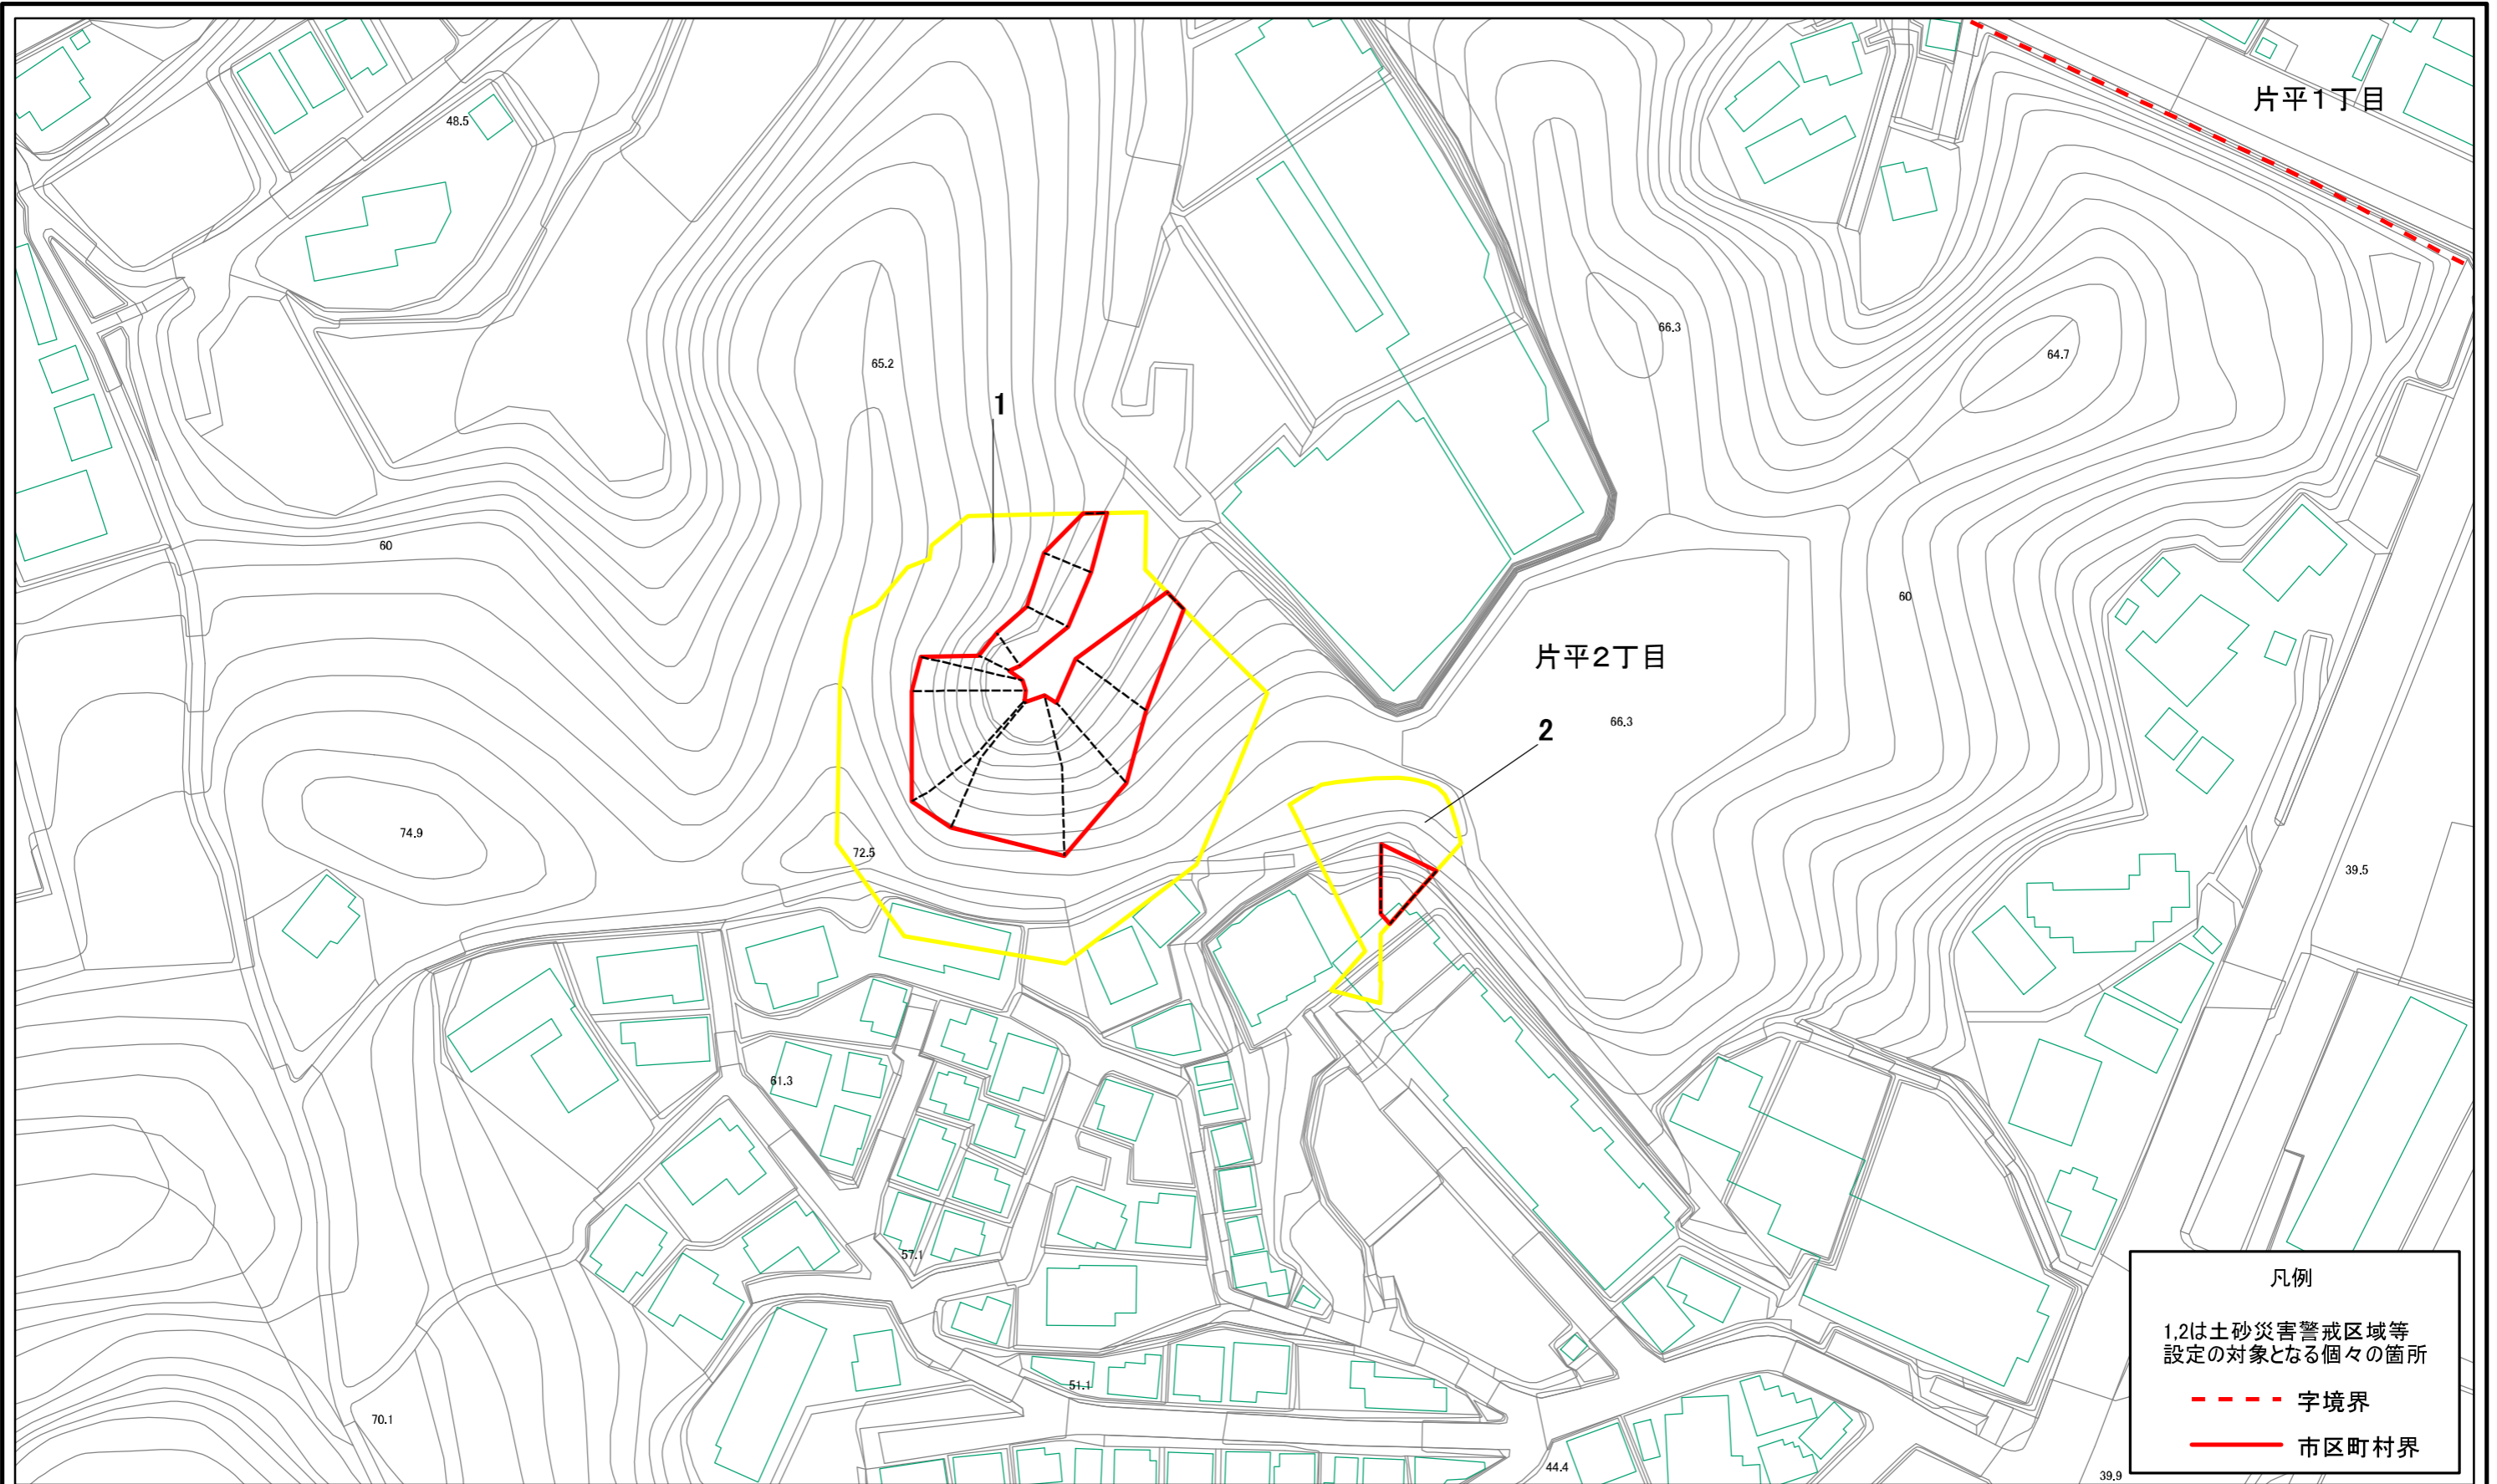 片平1丁目
48.5
66.3
64.7
65.2
1
60
60
片平2丁目
66.3
2
74.9
72.5
39.5
61.3
57.1
51.1
70.1
44.4
39.9
凡例
1,2は土砂災害警戒区域等
設定の対象となる個々の箇所
字境界
市区町村界